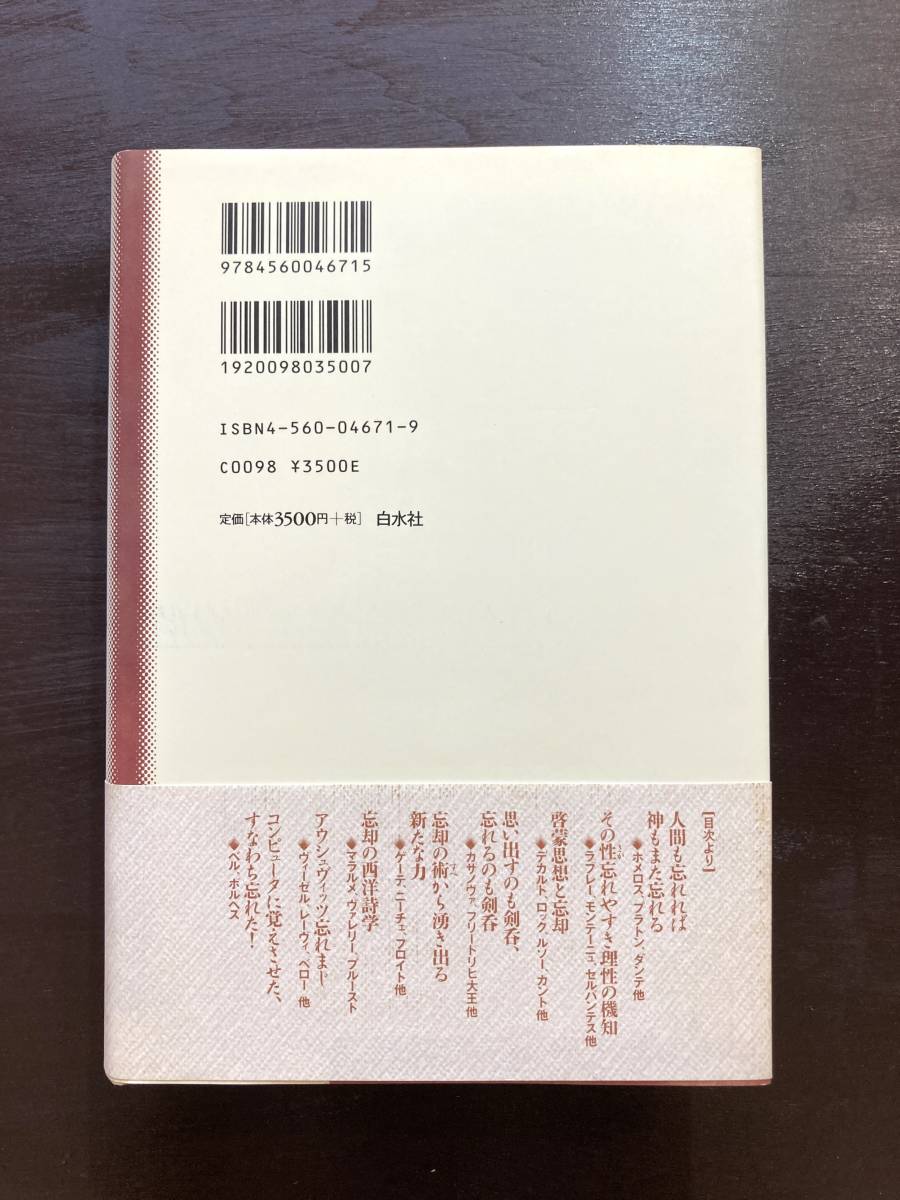 9784560046715
1920098035007
ISBN4-560-04671-9
C0098 ¥3500E
定価[本体3500円+税] 白水社
[目次より]
人間も忘れれば
神もまた忘れる
◆ホメロス、プラトン、ダンテ他
その性忘れやすき理性の機知
さが
◆ラブレー、モンテーニュ、セルバンテス他
啓蒙思想と忘却
◆デカルト、ロック、ルソー、カント他
思い出すのも剣呑、
忘れるのも剣呑
◆カサノヴァ、フリードリヒ大王他
忘却の術から湧き出る
すべ
新たな力
◆ゲーテ、ニーチェ、フロイト他
忘却の西洋詩学
◆マラルメ、ヴァレリー、プルースト
アウシュヴィッツ忘れまじ
◆ヴィーゼル、レーヴィ、ベロー 他
コンピュータに覚えさせた、
すなわち忘れた!
◆ベル、ボルヘス